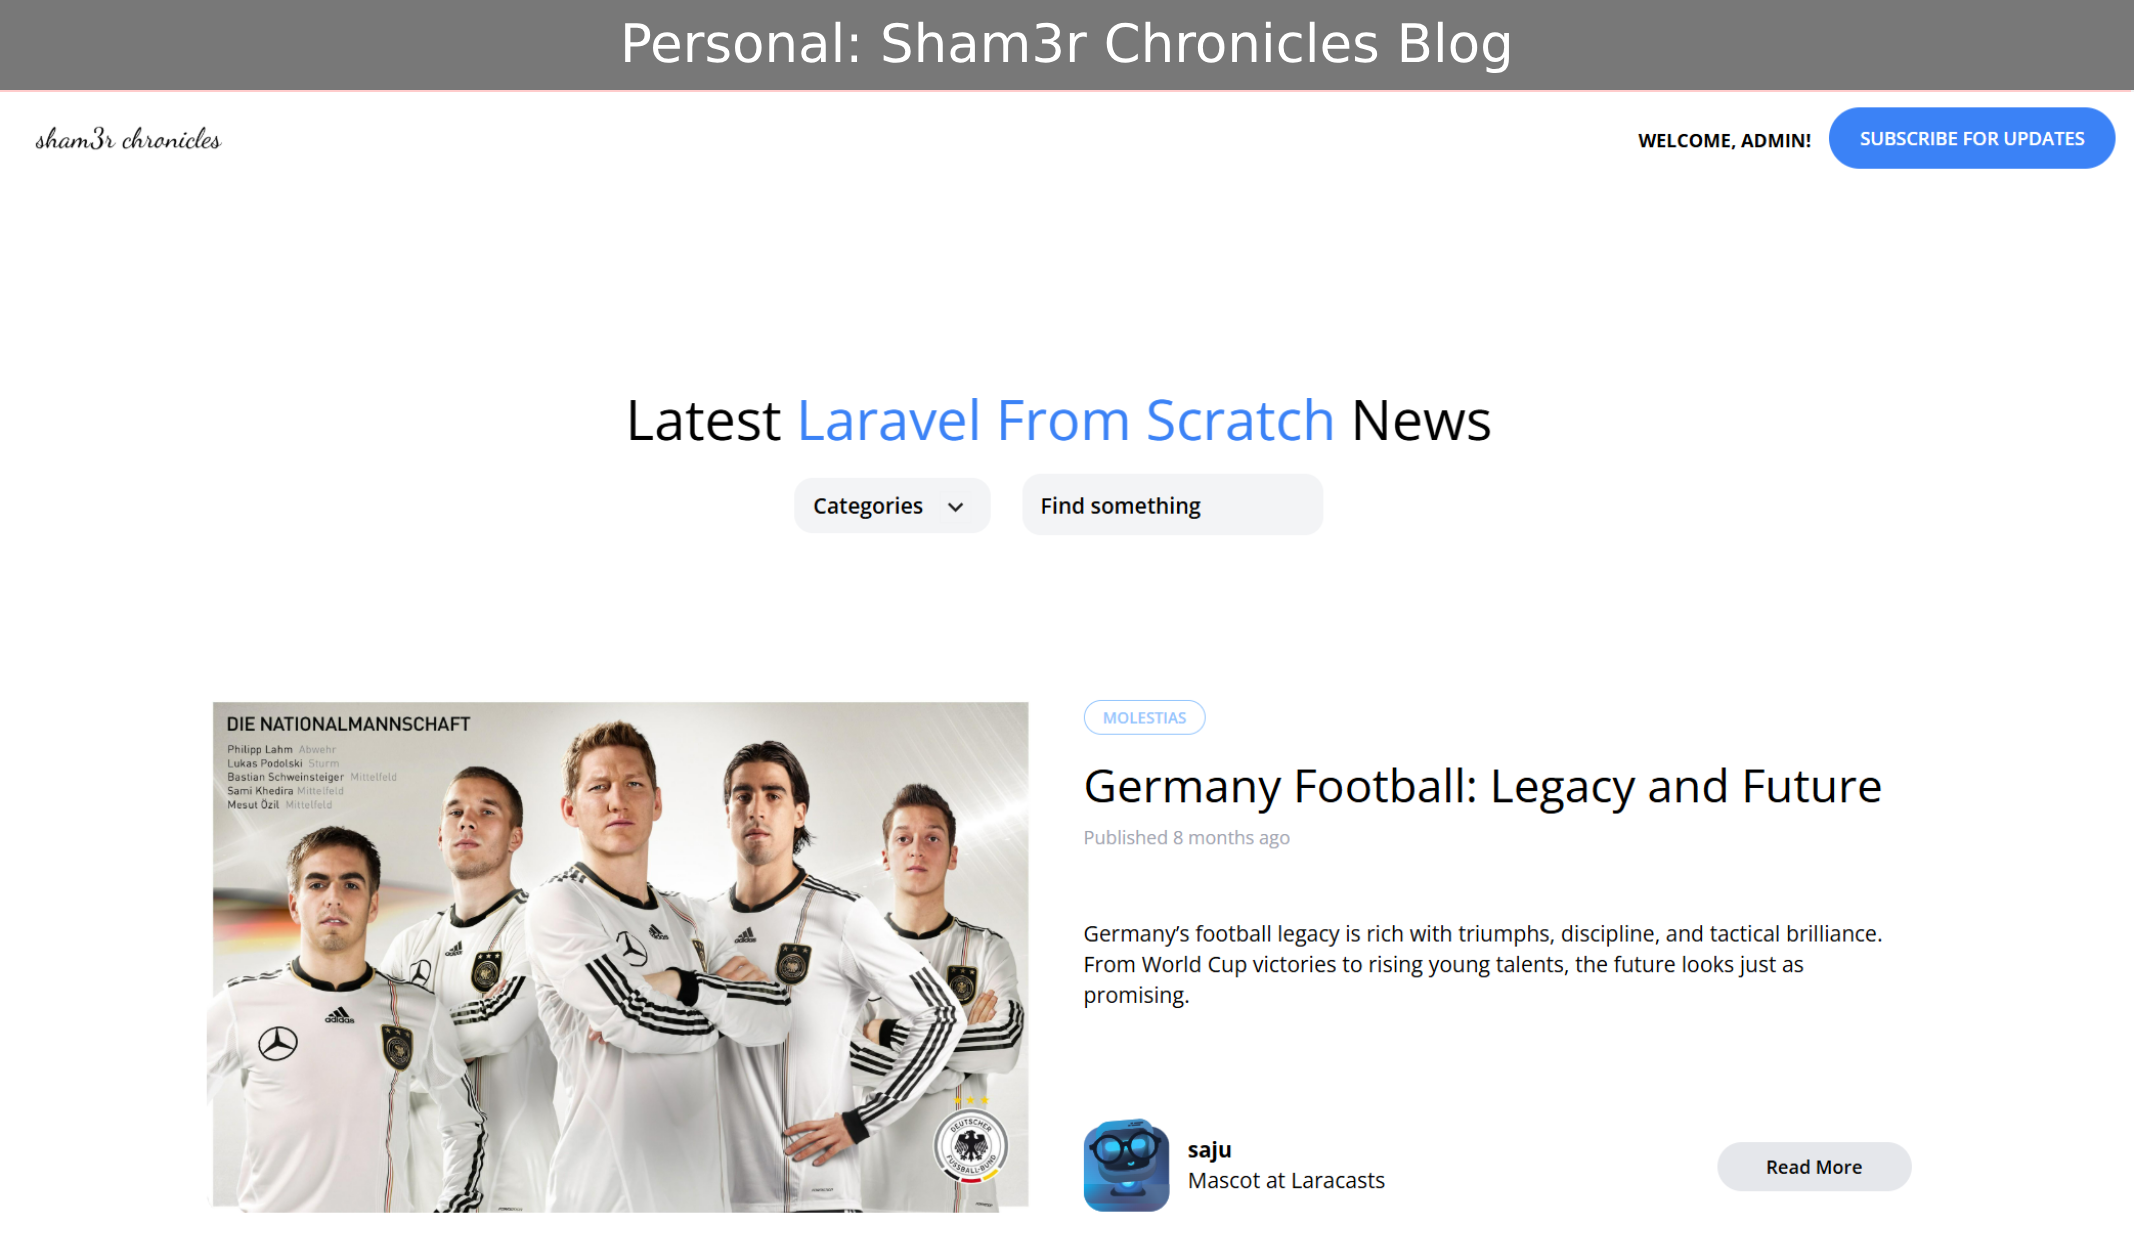 Personal: Sham3r Chronicles Blog
sham3r chronicles
WELCOME, ADMIN!
SUBSCRIBE FOR UPDATES
Latest Laravel From Scratch News
Categories
Find something
DIE NATIONALMANNSCHAFT
Philipp Lahm Abwehr
Lukas Podolski Sturm
Bastian Schweinsteiger Mittelfeld
Sami Khedira Mittelfeld
Mesut Özil Mittelfeld
adidas
adidas
adidas
adidas
DEUTSCHER
FUSSBALL-BUND
MOLESTIAS
Germany Football: Legacy and Future
Published 8 months ago
Germany’s football legacy is rich with triumphs, discipline, and tactical brilliance.
From World Cup victories to rising young talents, the future looks just as
promising.
saju
Mascot at Laracasts
Read More